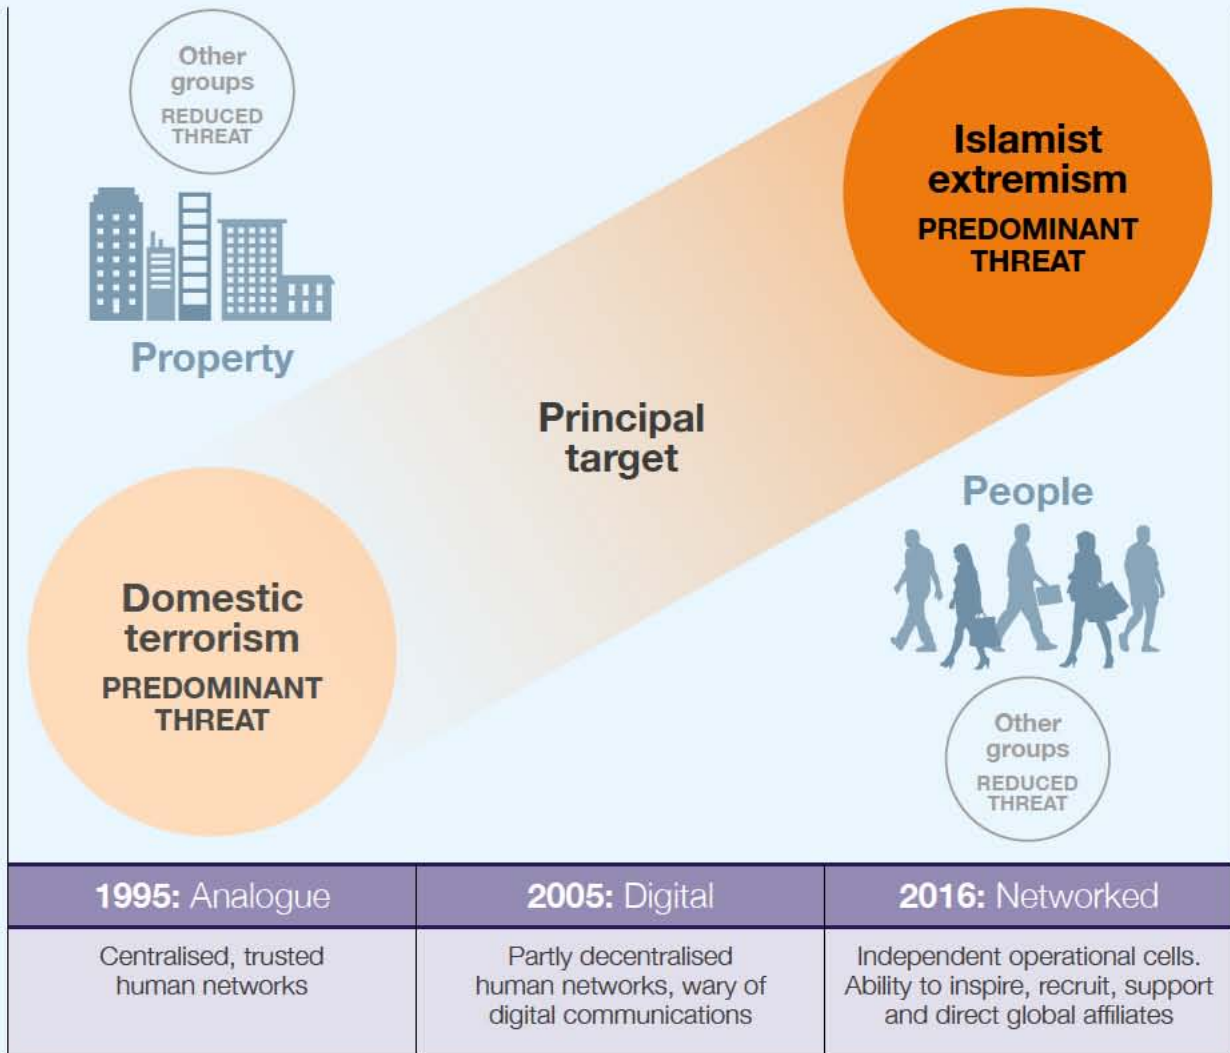 Other
groups
REDUCED
THREAT
Property
Domestic
terrorism
PREDOMINANT
THREAT
Principal
target
Islamist
extremism
PREDOMINANT
THREAT
People
Other
groups
REDUCED
THREAT
1995: Analogue
Centralised, trusted
human networks
2005: Digital
Partly decentralised
human networks, wary of
digital communications
2016: Networked
Independent operational cells.
Ability to inspire, recruit, support
and direct global affiliates